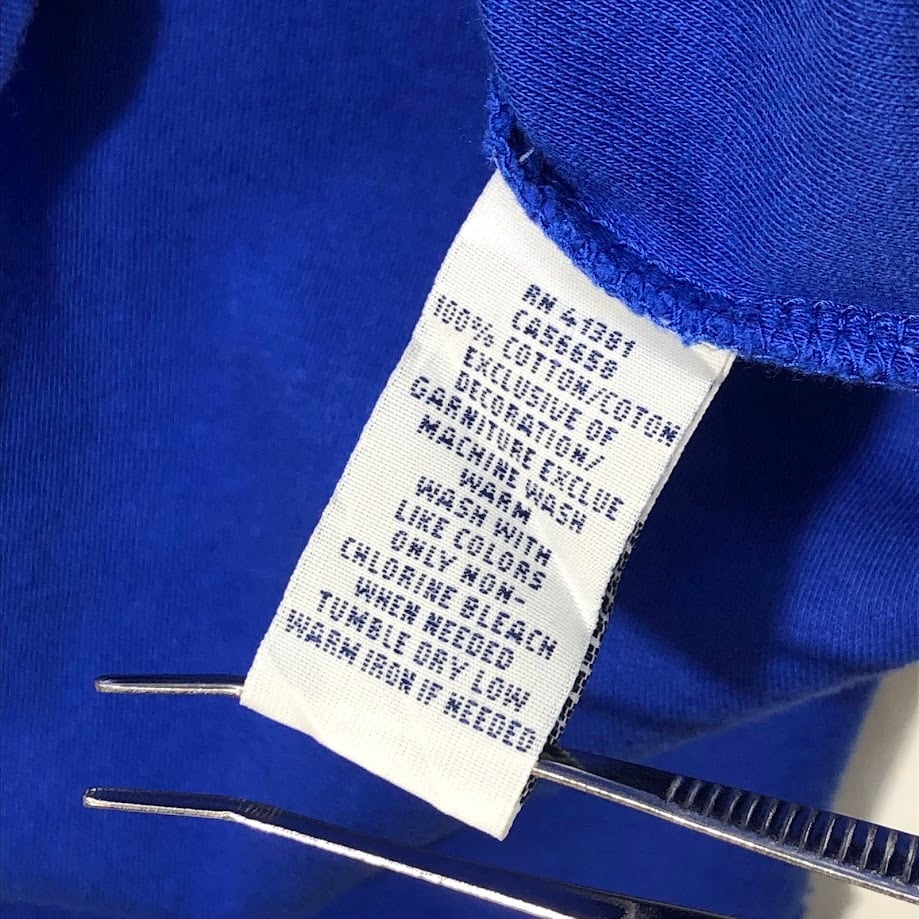 RN 41381
CA56658
100% COTTON/COTON
EXCLUSIVE OF
DECORATION/
GARNITURE EXCLUE
MACHINE WASH
WARM
WASH WITH
LIKE COLORS
ONLY NON-
CHLORINE BLEACH
WHEN NEEDED
TUMBLE DRY LOW
WARM IRON IF NEEDED